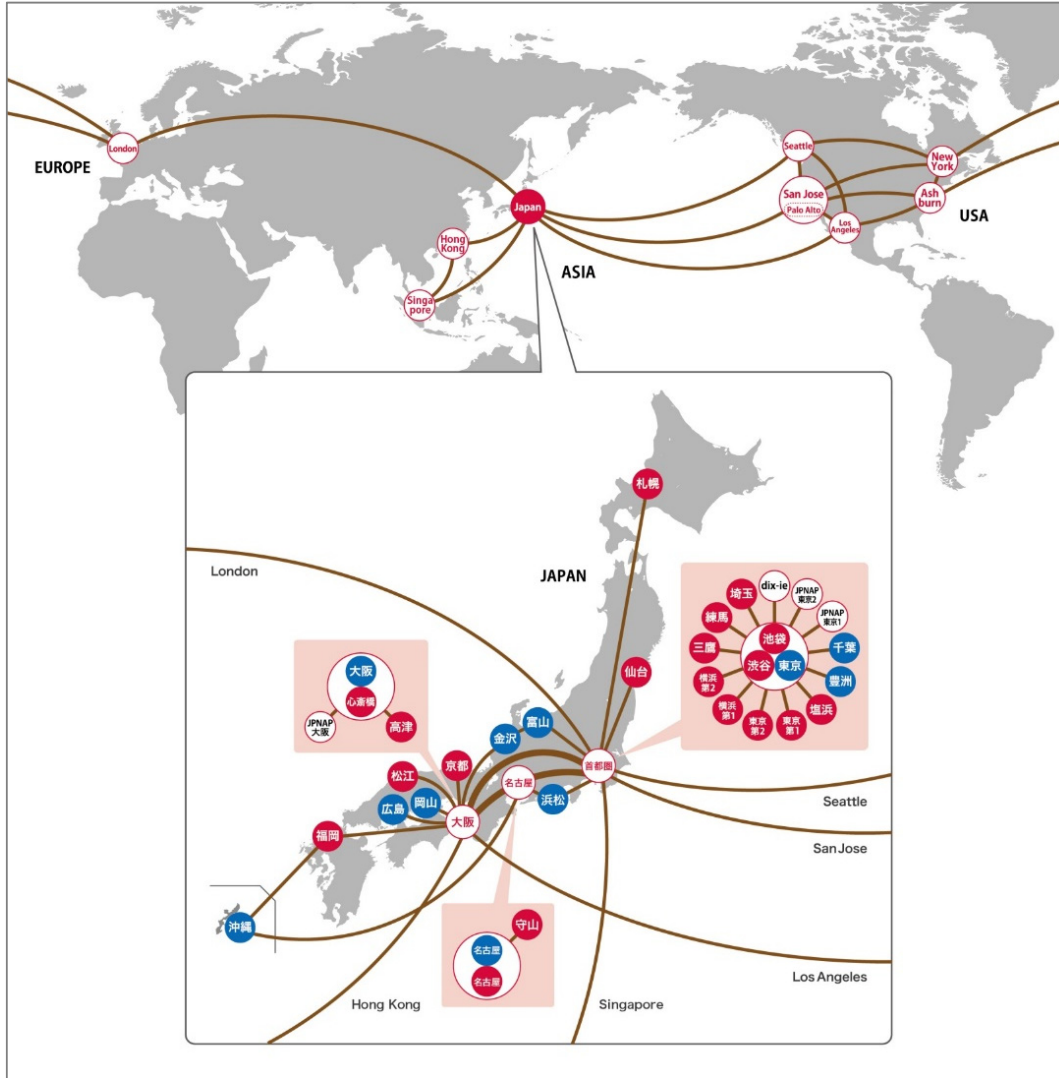 London
EUROPE
Japan
Hong
Kong
Singa
pore
ASIA
Seattle
San Jose
Palo Alto
Los
Angeles
New
York
Ash
burn
USA
札幌
London
JAPAN
dix-ie
JPNAP
東京2
JPNAP
東京1
埼玉
練馬
三鷹
横浜
第2
横浜
第1
東京
第2
東京
第1
塩浜
豊洲
千葉
池袋
渋谷
東京
仙台
大阪
心斎橋
JPNAP
大阪
高津
富山
金沢
京都
松江
広島
岡山
福岡
大阪
名古屋
浜松
首都圏
沖縄
守山
名古屋
名古屋
Seattle
San Jose
Los Angeles
Hong Kong
Singapore